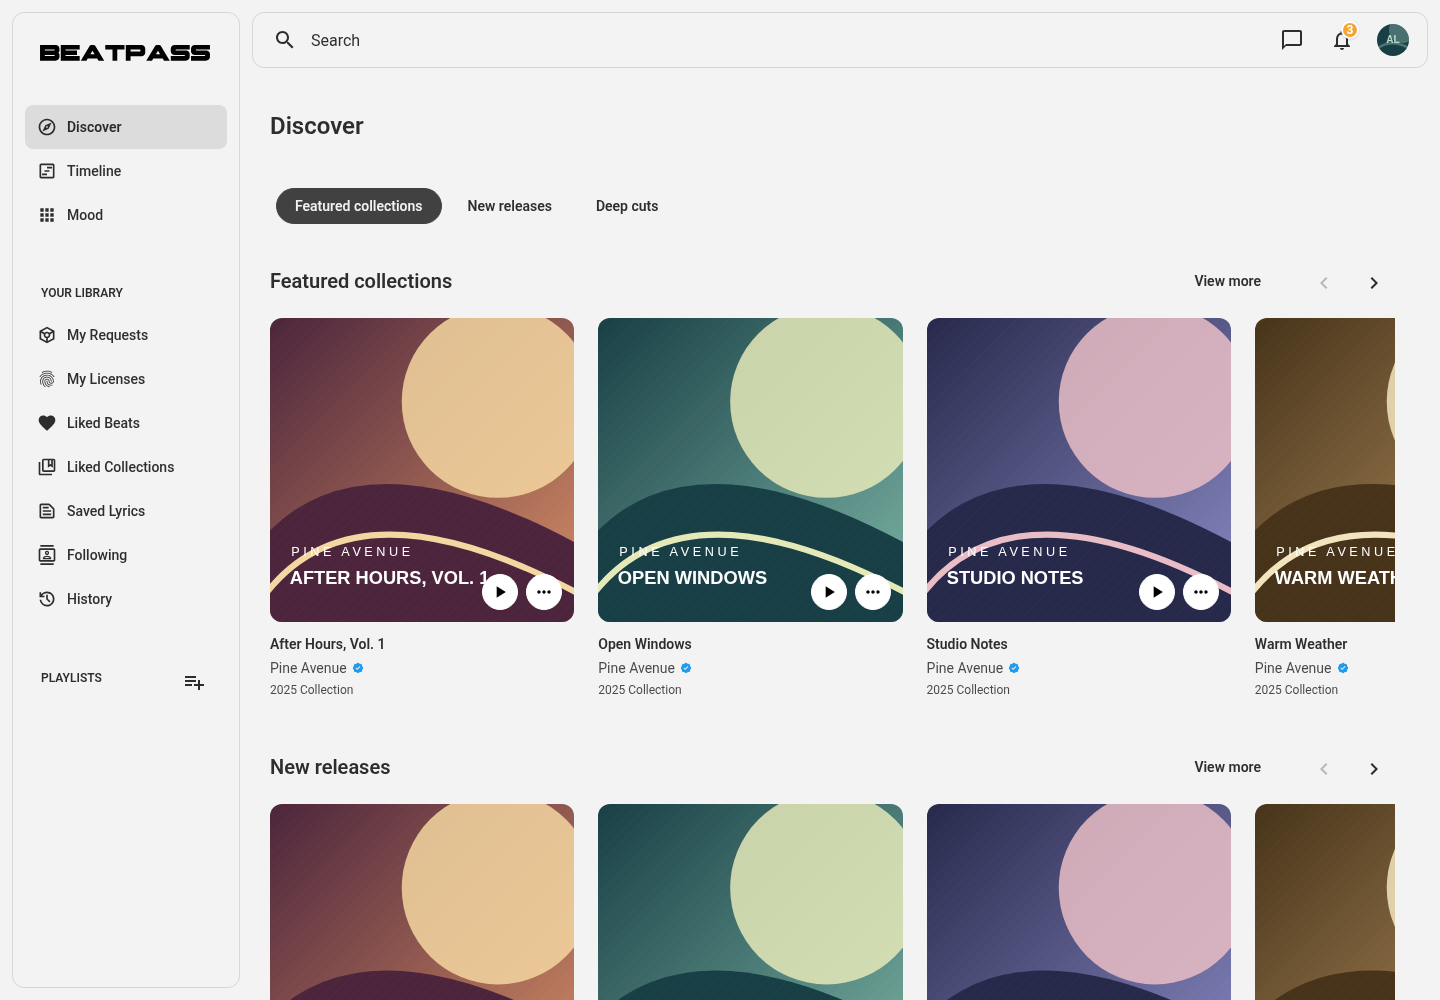 BEATPASS
Search
3
AL
Discover
Timeline
Mood
YOUR LIBRARY
My Requests
My Licenses
Liked Beats
Liked Collections
Saved Lyrics
Following
History
PLAYLISTS
Discover
Featured collections
New releases
Deep cuts
Featured collections
View more
PINE AVENUE
AFTER HOURS, VOL. 1
PINE AVENUE
OPEN WINDOWS
PINE AVENUE
STUDIO NOTES
PINE AVENUE
WARM WEATH
After Hours, Vol. 1
Pine Avenue
2025 Collection
Open Windows
Pine Avenue
2025 Collection
Studio Notes
Pine Avenue
2025 Collection
Warm Weather
Pine Avenue
2025 Collection
New releases
View more